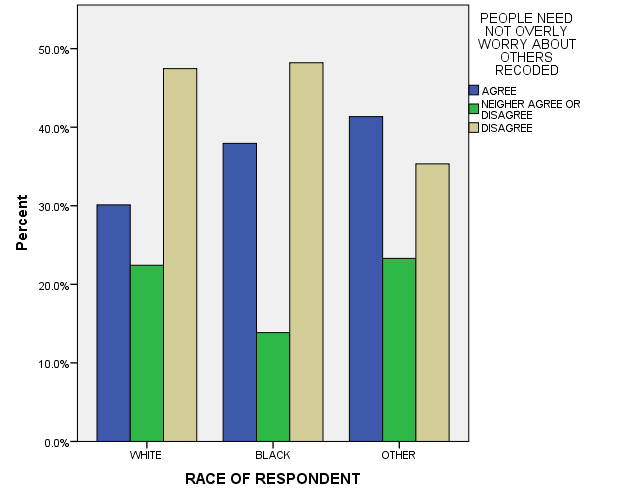 PEOPLE NEED
NOT OVERLY
WORRY ABOUT
OTHERS
RECODED
AGREE
NEIGHER AGREE OR
DISAGREE
DISAGREE
50.0%
40.0%
30.0%
20.0%
10.0%
0.0%
Percent
WHITE
BLACK
OTHER
RACE OF RESPONDENT